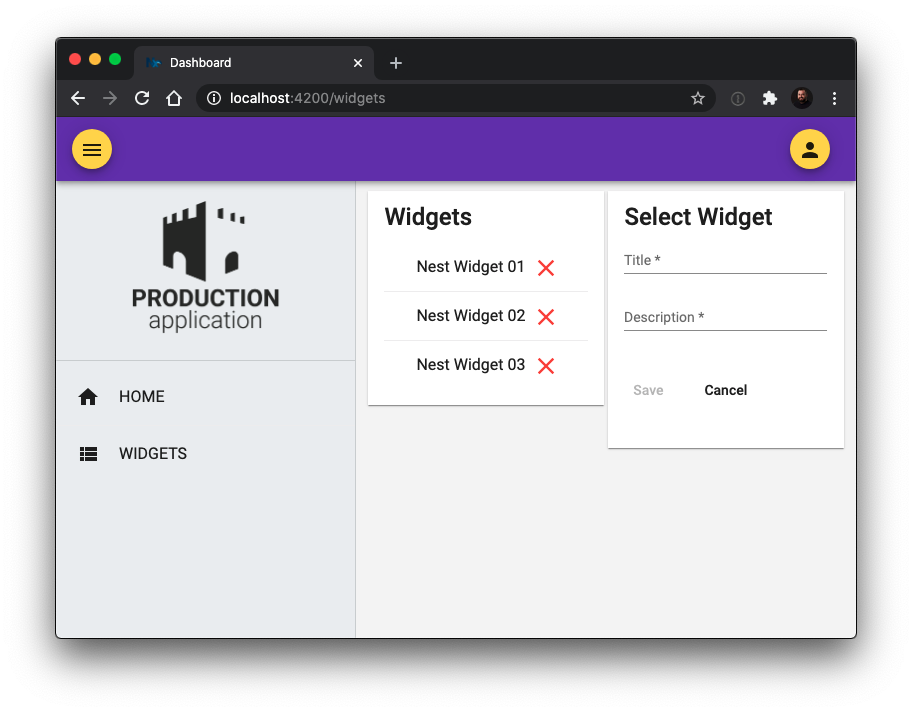 Dashboard
localhost:4200/widgets
PRODUCTION
application
HOME
WIDGETS
Widgets
Nest Widget 01
Nest Widget 02
Nest Widget 03
Select Widget
Title *
Description *
Save Cancel